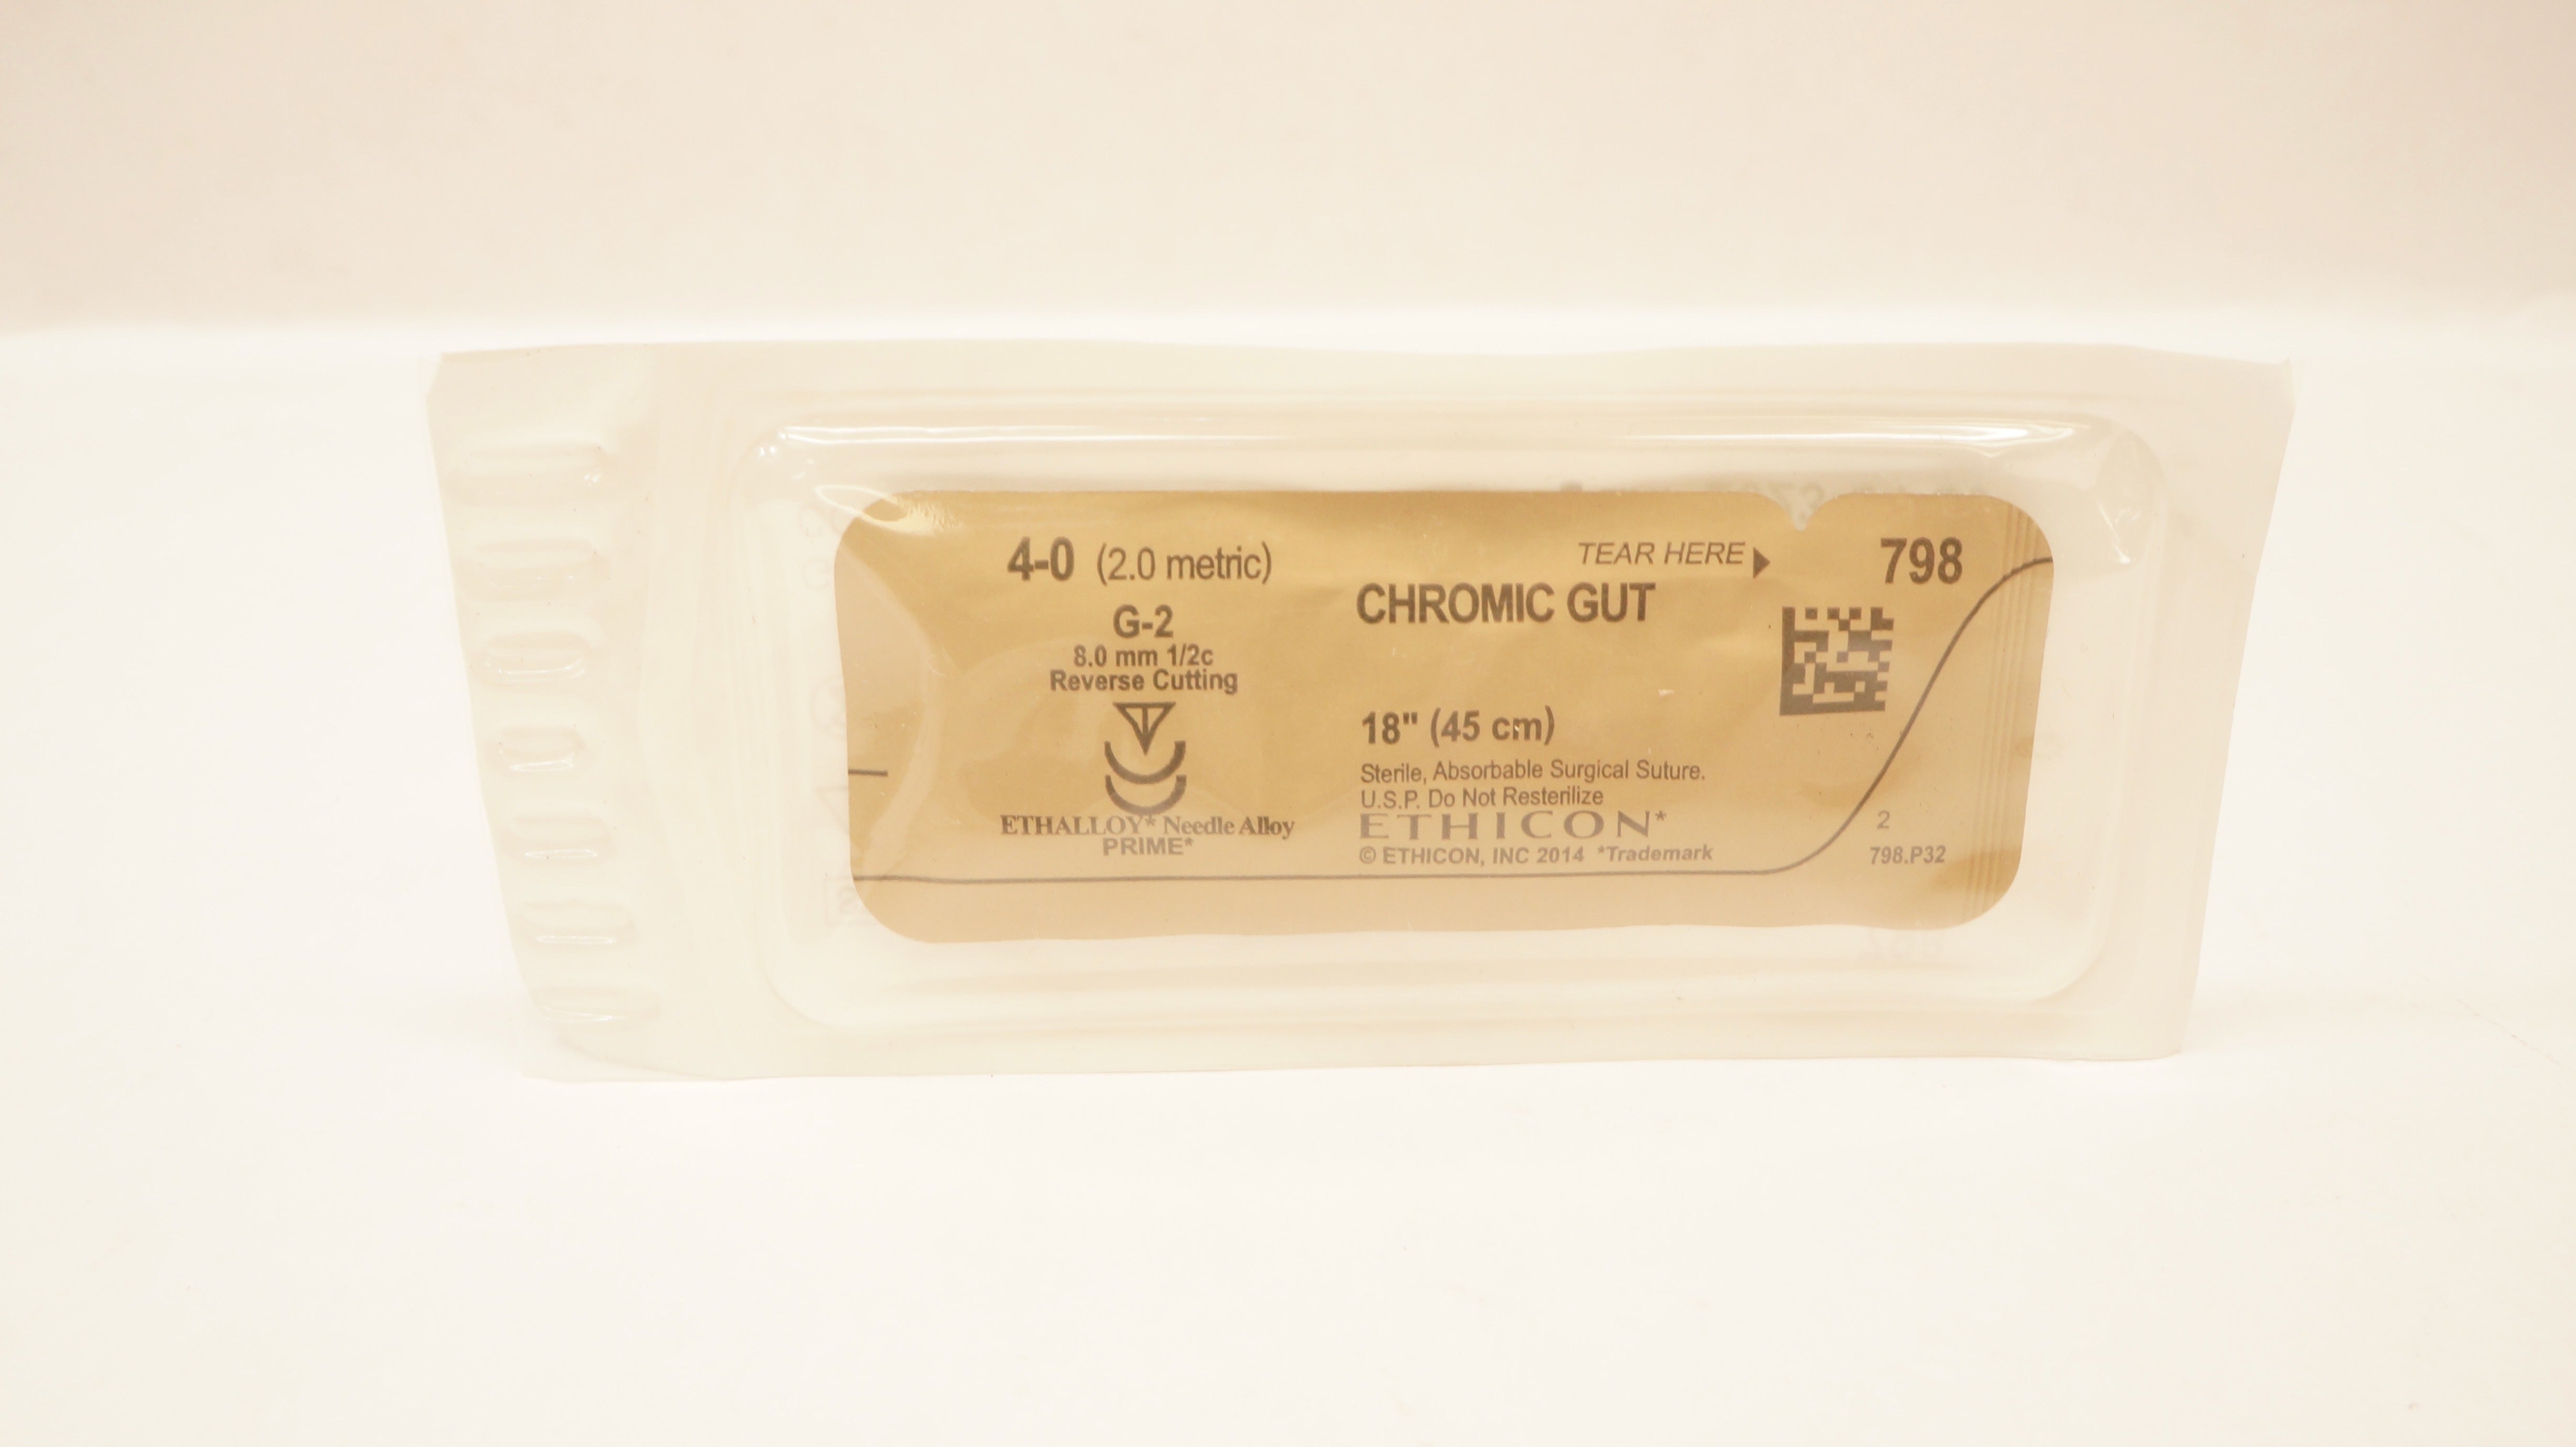 4-0 (2.0 metric)
G-2
8.0 mm 1/2c
Reverse Cutting
ETHALLOY* Needle Alloy
PRIME*
TEAR HERE
CHROMIC GUT
18" (45 cm)
Sterile, Absorbable Surgical Suture.
U.S.P. Do Not Resterilize
ETHICON*
© ETHICON, INC 2014 *Trademark
798
2
798.P32